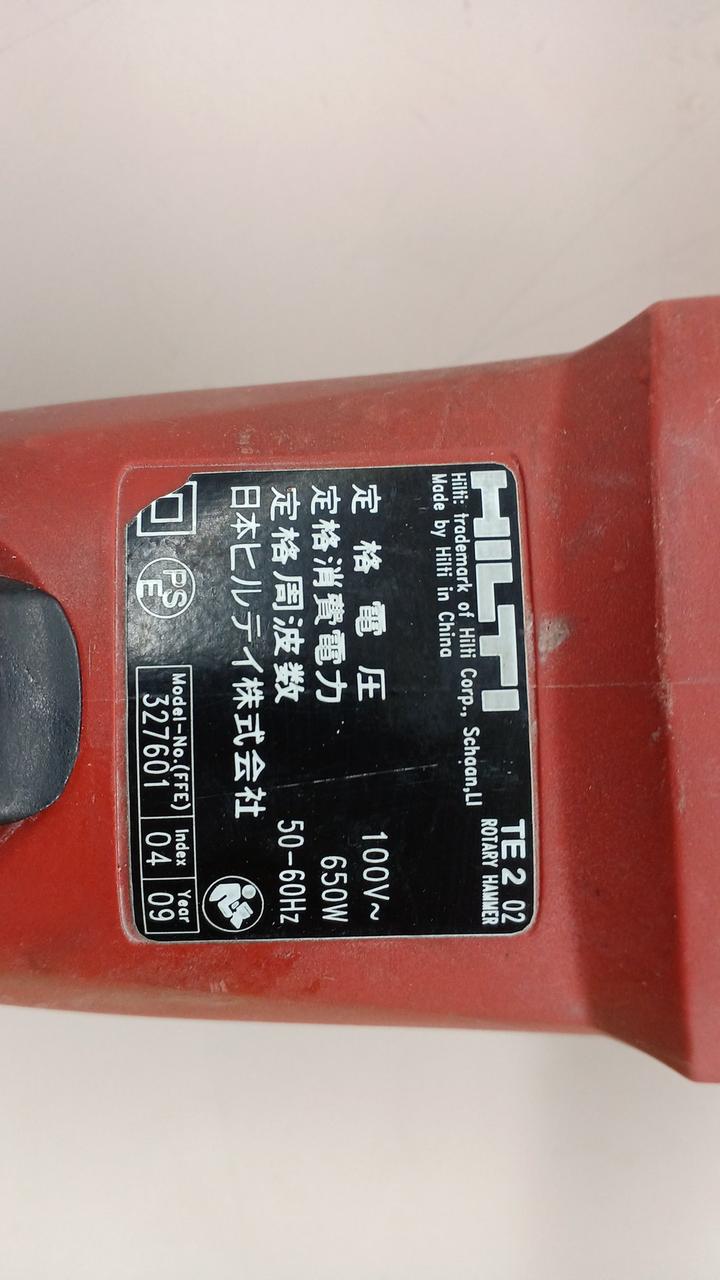 HILTI
TE 2 02
ROTARY HAMMER
Hilti: trademark of Hilti Corp., Schaan,LI
Made by Hilti in China
定格電圧 100V~
定格消費電力 650W
定格周波数 50-60Hz
日本ヒルティ株式会社
PS
E
Model-No.(FFE) Index Year
327601 04 09